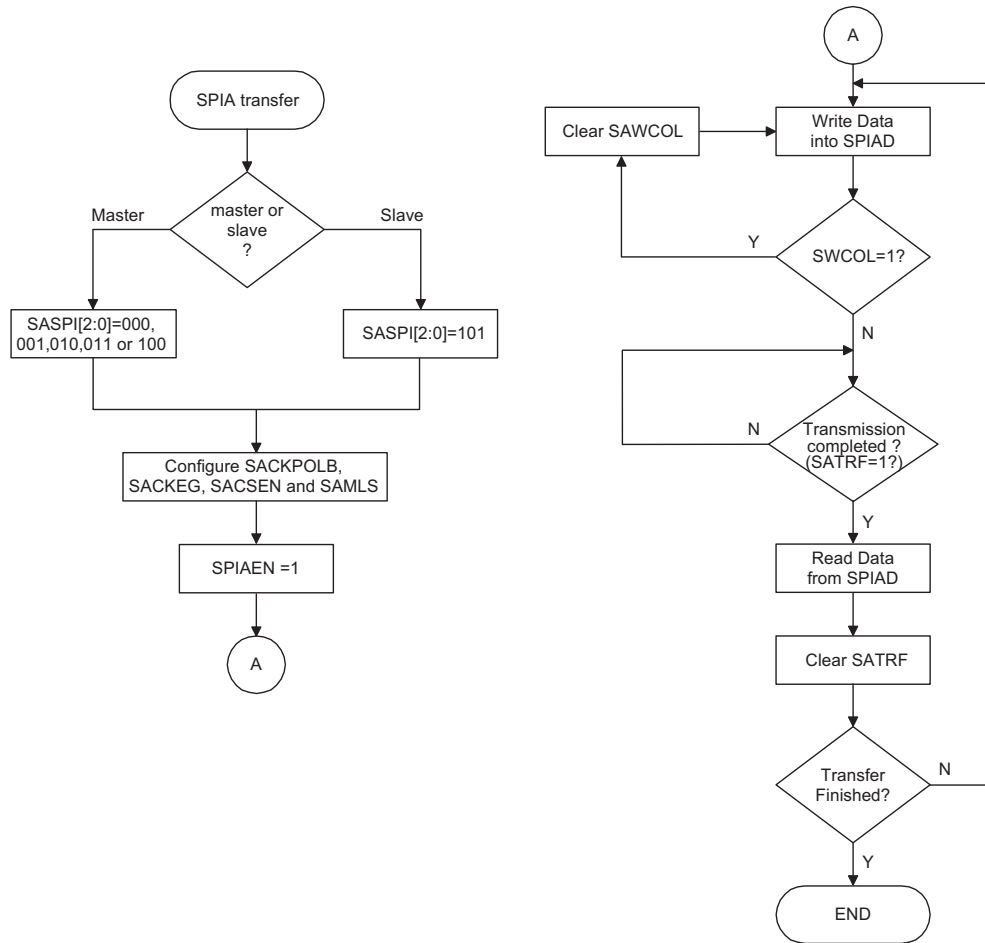 SPIA transfer
master or
slave
?
Master
Slave
SASPI[2:0]=000,
001,010,011 or 100
SASPI[2:0]=101
Configure SACKPOLB,
SACKEG, SACSEN and SAMLS
SPIAEN =1
A
A
Clear SAWCOL
Write Data
into SPIAD
Y
SWCOL=1?
N
N
Transmission
completed ?
(SATRF=1?)
Y
Read Data
from SPIAD
Clear SATRF
Transfer
Finished?
N
Y
END